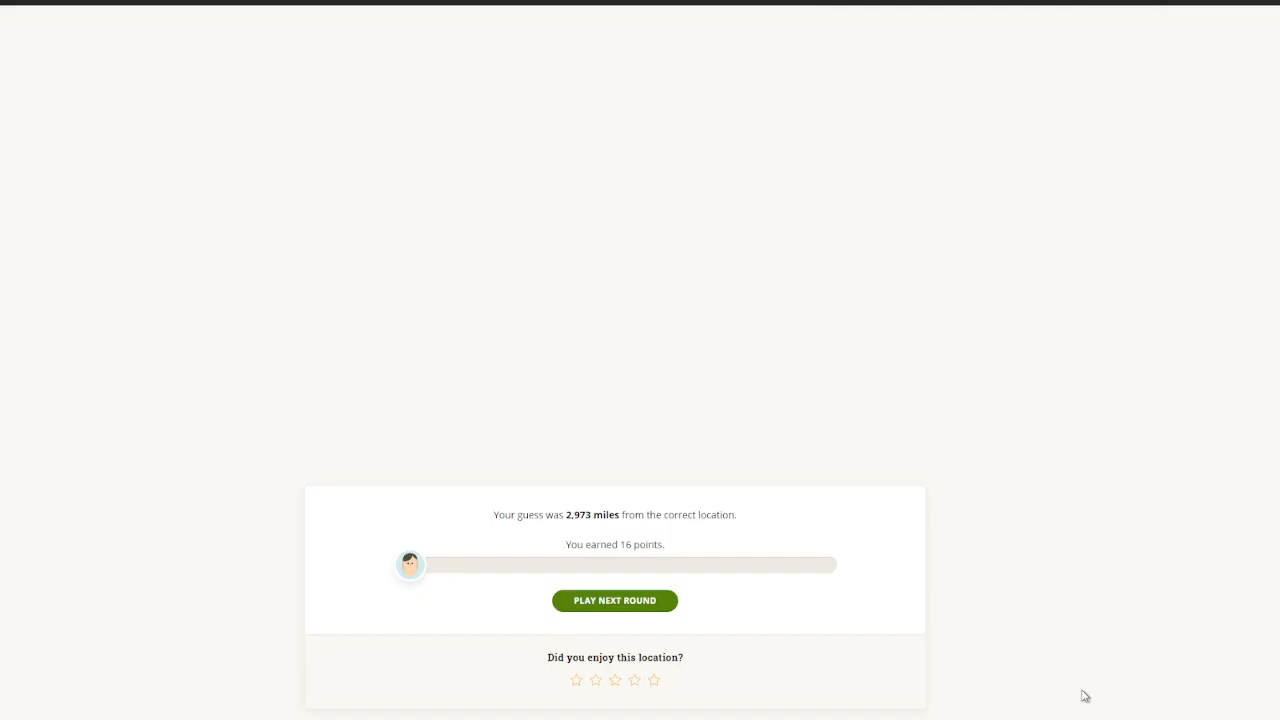 Your guess was 2,973 miles from the correct location.
You earned 16 points.
PLAY NEXT ROUND
Did you enjoy this location?